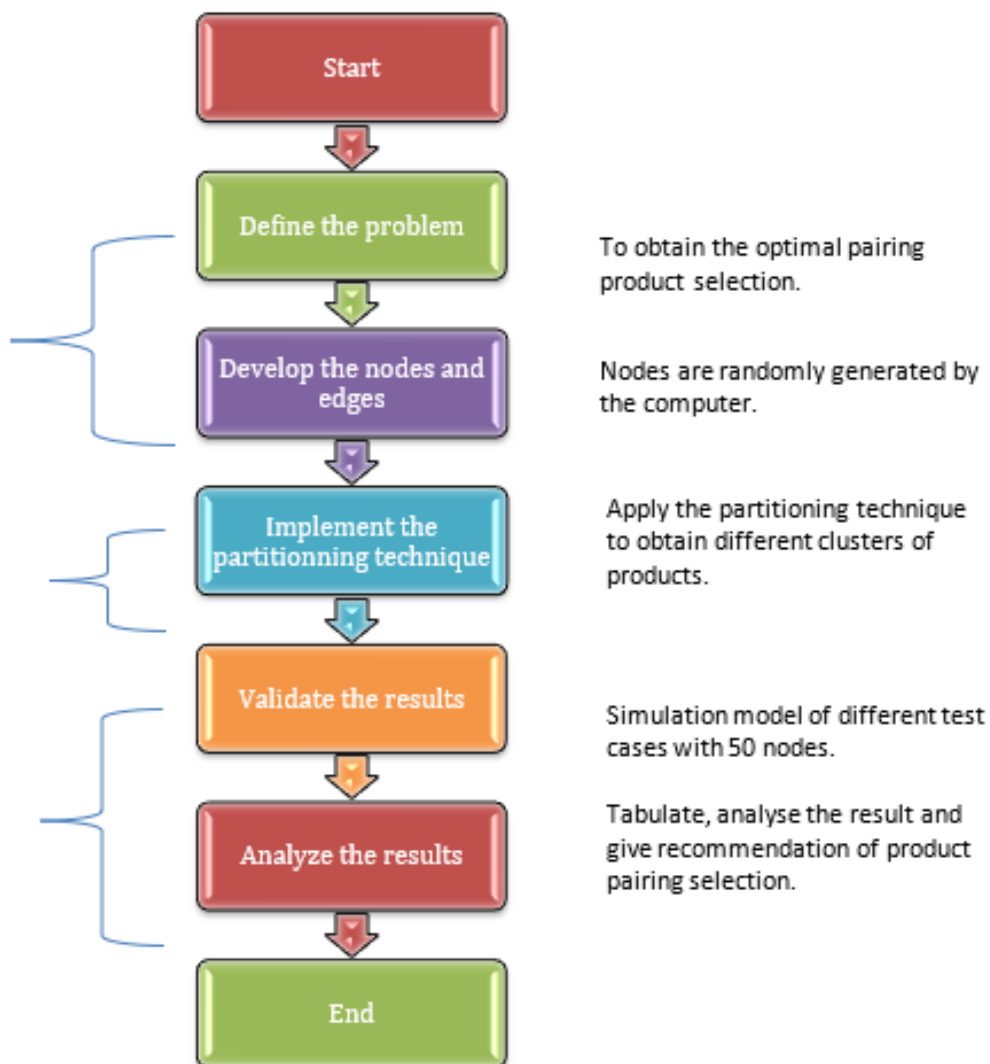 Start
Define the problem
To obtain the optimal pairing
product selection.
Develop the nodes and
edges
Nodes are randomly generated by
the computer.
Implement the
partitionning technique
Apply the partitioning technique
to obtain different clusters of
products.
Validate the results
Simulation model of different test
cases with 50 nodes.
Analyze the results
Tabulate, analyse the result and
give recommendation of product
pairing selection.
End